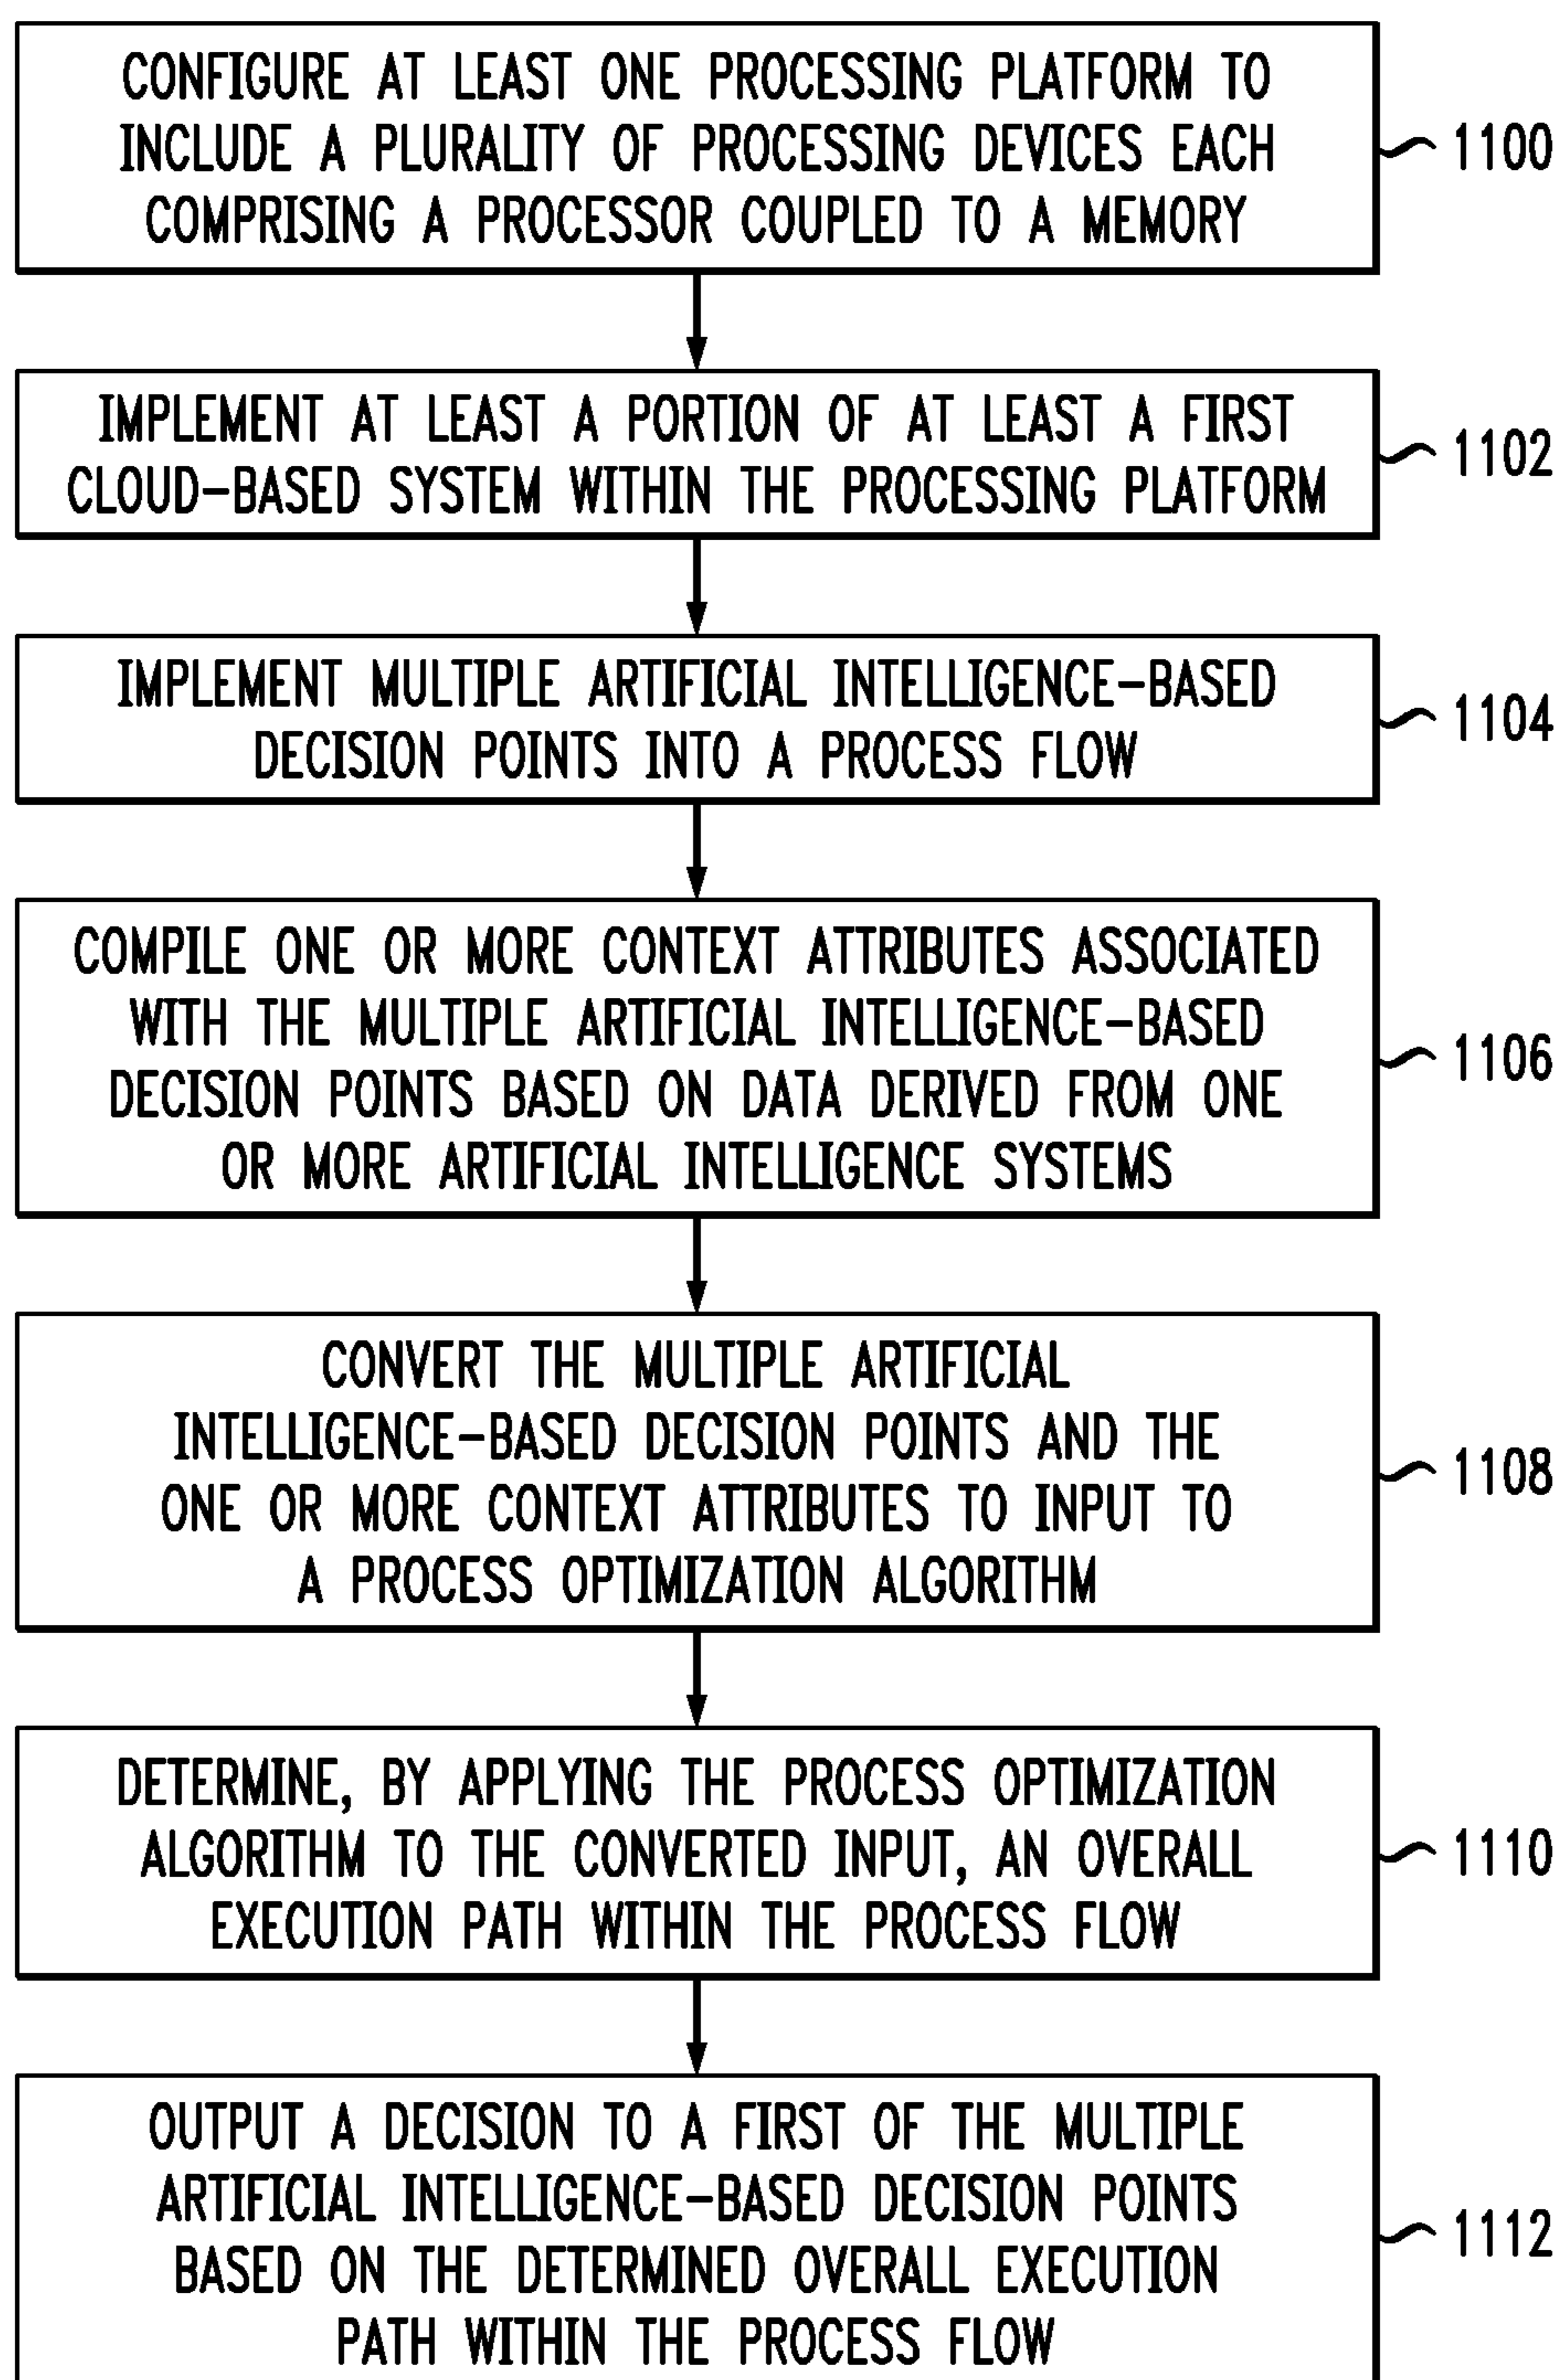 CONFIGURE AT LEAST ONE PROCESSING PLATFORM TO
INCLUDE A PLURALITY OF PROCESSING DEVICES EACH
COMPRISING A PROCESSOR COUPLED TO A MEMORY
1100
IMPLEMENT AT LEAST A PORTION OF AT LEAST A FIRST
CLOUD-BASED SYSTEM WITHIN THE PROCESSING PLATFORM
1102
IMPLEMENT MULTIPLE ARTIFICIAL INTELLIGENCE-BASED
DECISION POINTS INTO A PROCESS FLOW
1104
COMPILE ONE OR MORE CONTEXT ATTRIBUTES ASSOCIATED
WITH THE MULTIPLE ARTIFICIAL INTELLIGENCE-BASED
DECISION POINTS BASED ON DATA DERIVED FROM ONE
OR MORE ARTIFICIAL INTELLIGENCE SYSTEMS
1106
CONVERT THE MULTIPLE ARTIFICIAL
INTELLIGENCE-BASED DECISION POINTS AND THE
ONE OR MORE CONTEXT ATTRIBUTES TO INPUT TO
A PROCESS OPTIMIZATION ALGORITHM
1108
DETERMINE, BY APPLYING THE PROCESS OPTIMIZATION
ALGORITHM TO THE CONVERTED INPUT, AN OVERALL
EXECUTION PATH WITHIN THE PROCESS FLOW
1110
OUTPUT A DECISION TO A FIRST OF THE MULTIPLE
ARTIFICIAL INTELLIGENCE-BASED DECISION POINTS
BASED ON THE DETERMINED OVERALL EXECUTION
PATH WITHIN THE PROCESS FLOW
1112